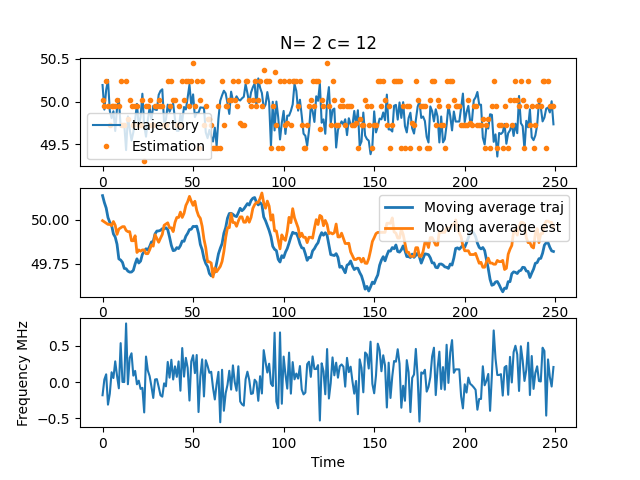 N= 2 c= 12
50.5
50.0
49.5
trajectory
Estimation
0 50 100 150 200 250
50.00
49.75
Moving average traj
Moving average est
0 50 100 150 200 250
Frequency MHz
0.5
0.0
−0.5
0 50 100 150 200 250
Time